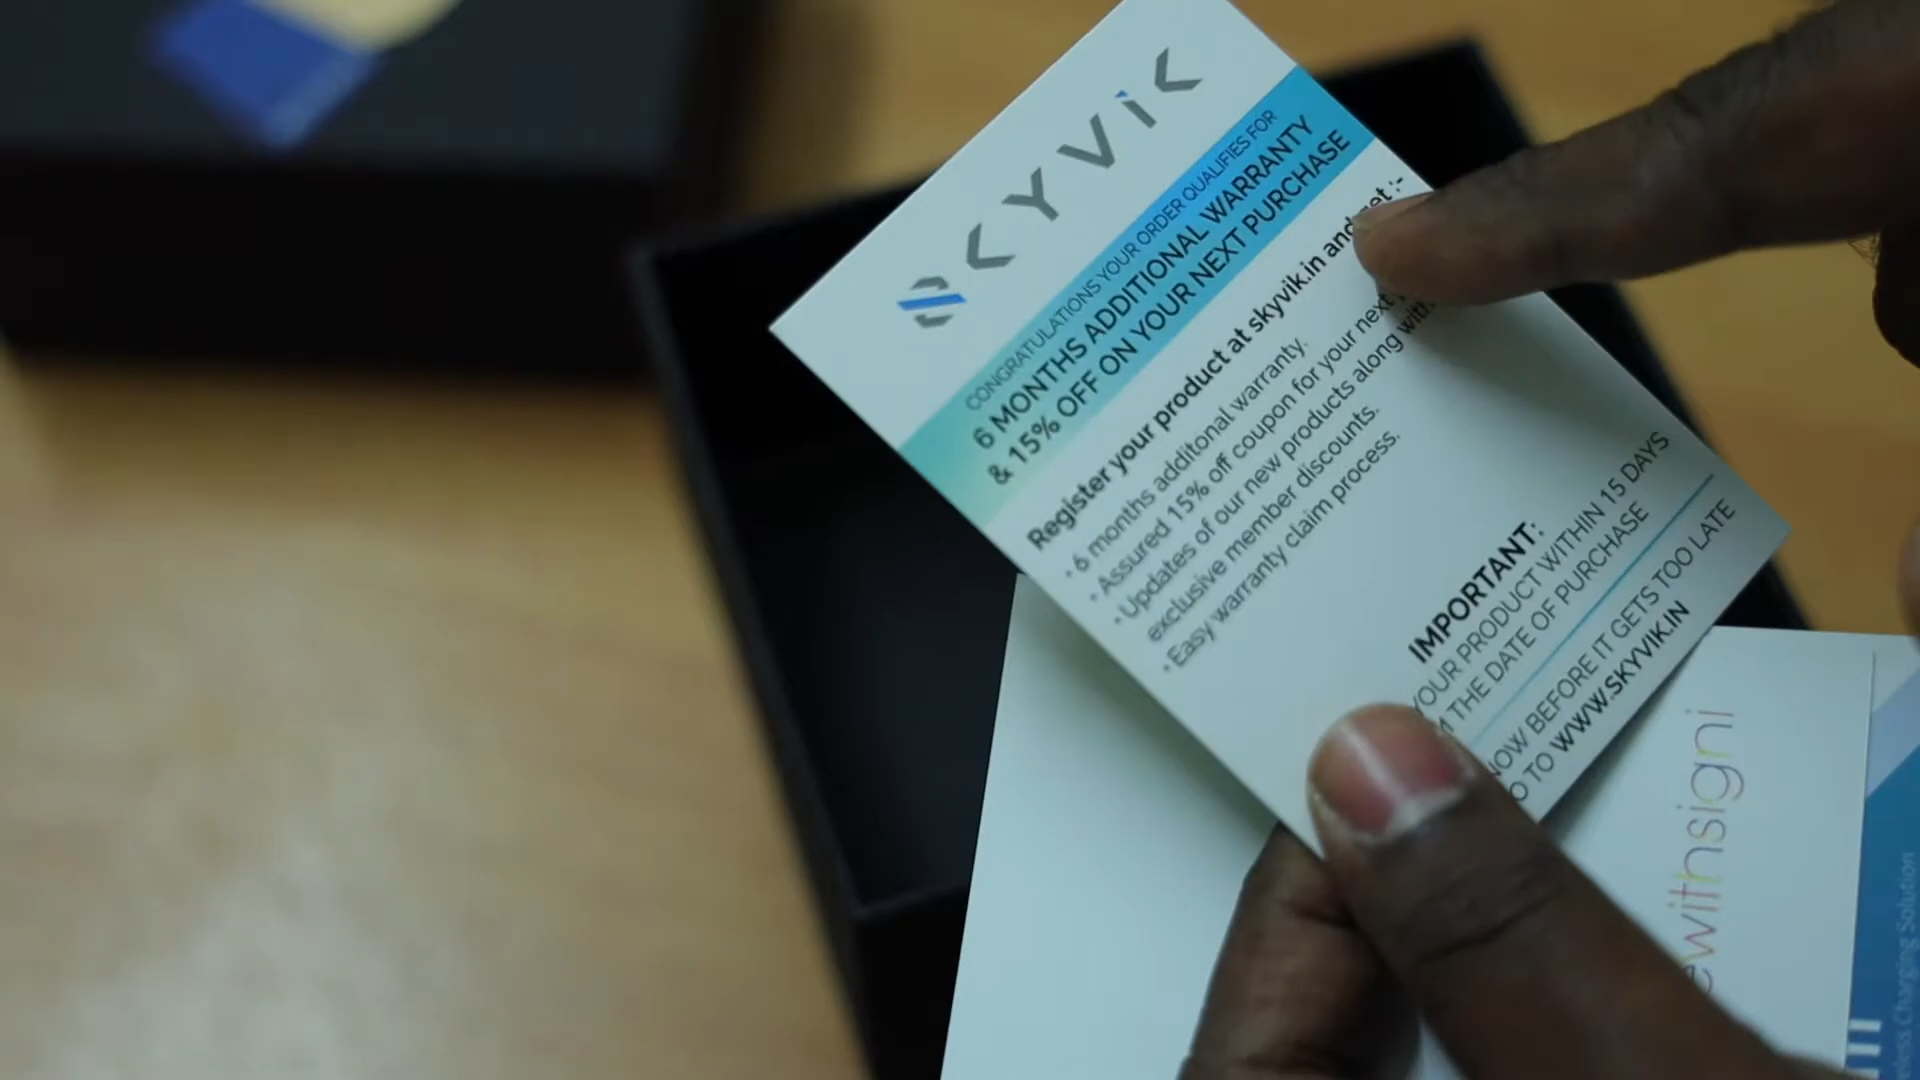 SKYVIK
CONGRATULATIONS YOUR ORDER QUALIFIES FOR
6 MONTHS ADDITIONAL WARRANTY
& 15% OFF ON YOUR NEXT PURCHASE
Register your product at skyvik.in and get :-
• 6 months additonal warranty.
• Assured 15% off coupon for your next
• Updates of our new products along with
exclusive member discounts.
• Easy warranty claim process.
IMPORTANT:
YOUR PRODUCT WITHIN 15 DAYS
THE DATE OF PURCHASE
NOW BEFORE IT GETS TOO LATE
TO WWW.SKYVIK.IN
ewithsigni
Charging Solution